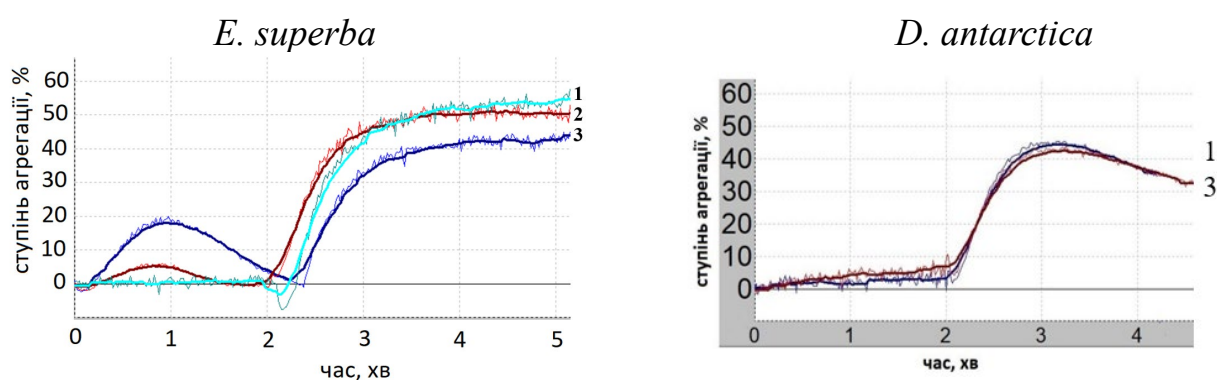 E. superba
D. antarctica
ступінь агрегації, %
60
50
40
30
20
10
0
1
2
3
0 1 2 3 4 5
час, хв
ступінь агрегації, %
60
50
40
30
20
10
0
1
3
0 1 2 3 4
час, хв